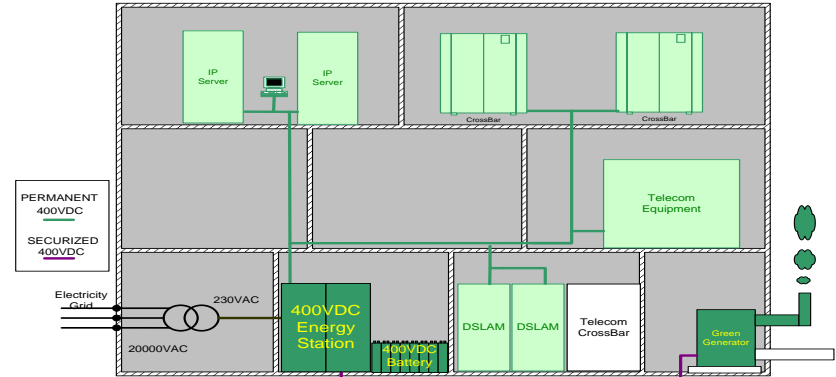 IP
Server
IP
Server
CrossBar
CrossBar
PERMANENT
400VDC
SECURIZED
400VDC
Telecom
Equipment
Electricity
Grid
20000VAC
230VAC
400VDC
Energy
Station
400VDC
Battery
DSLAM
DSLAM
Telecom
CrossBar
Green
Generator